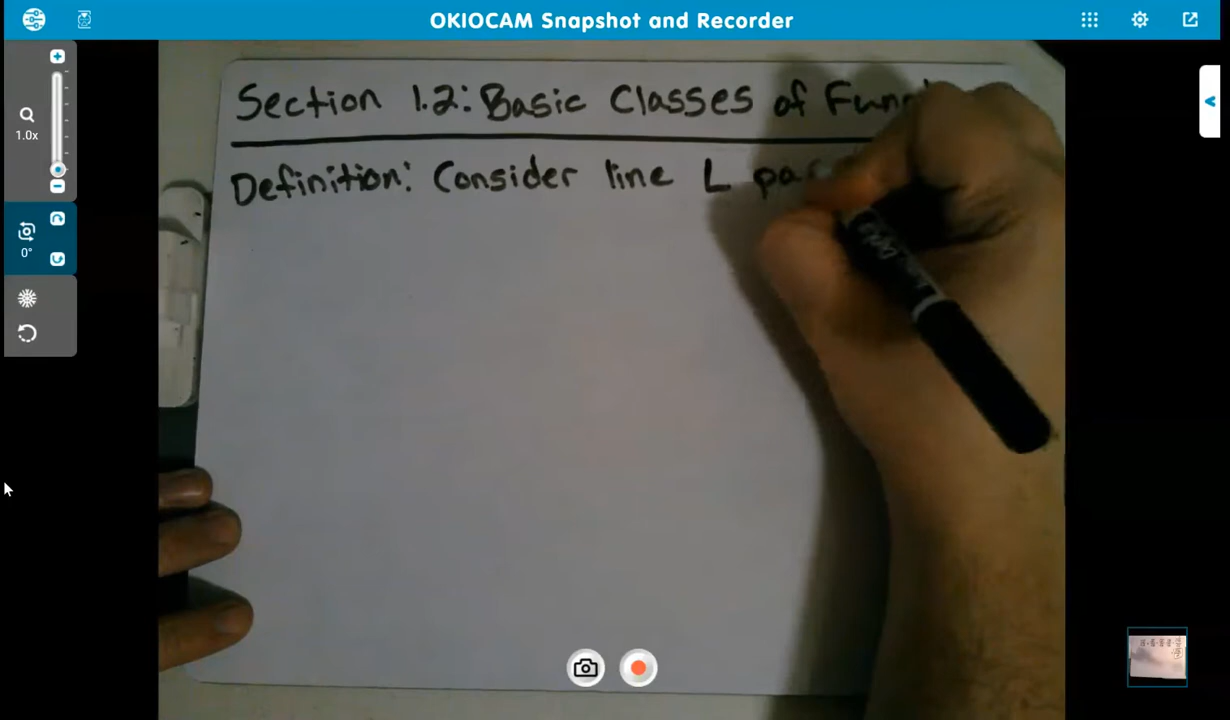 OKIOCAM Snapshot and Recorder
1.0x
0°
Section 1.2: Basic Classes of
Definition: Consider line L